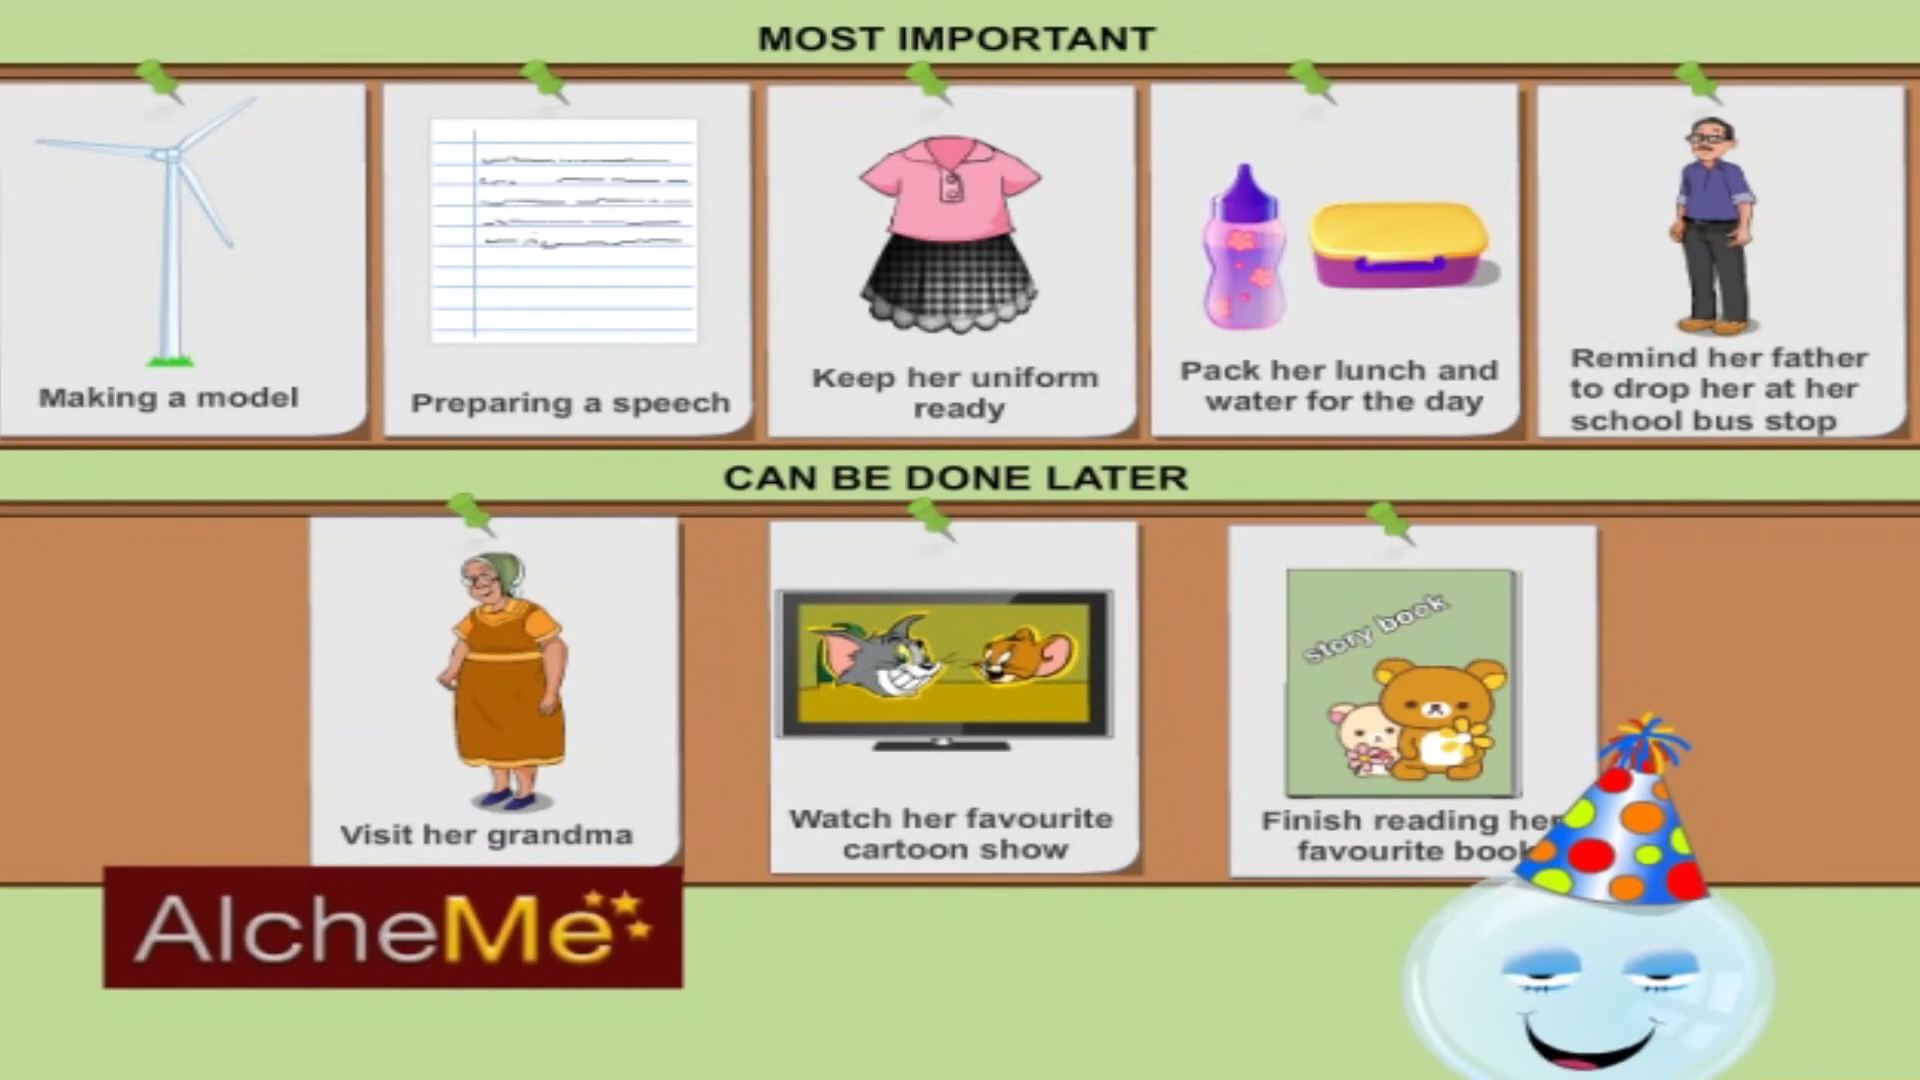 MOST IMPORTANT
Making a model
Preparing a speech
Keep her uniform
ready
Pack her lunch and
water for the day
Remind her father
to drop her at her
school bus stop
CAN BE DONE LATER
Visit her grandma
Watch her favourite
cartoon show
story book
Finish reading her
favourite book
AlcheMe